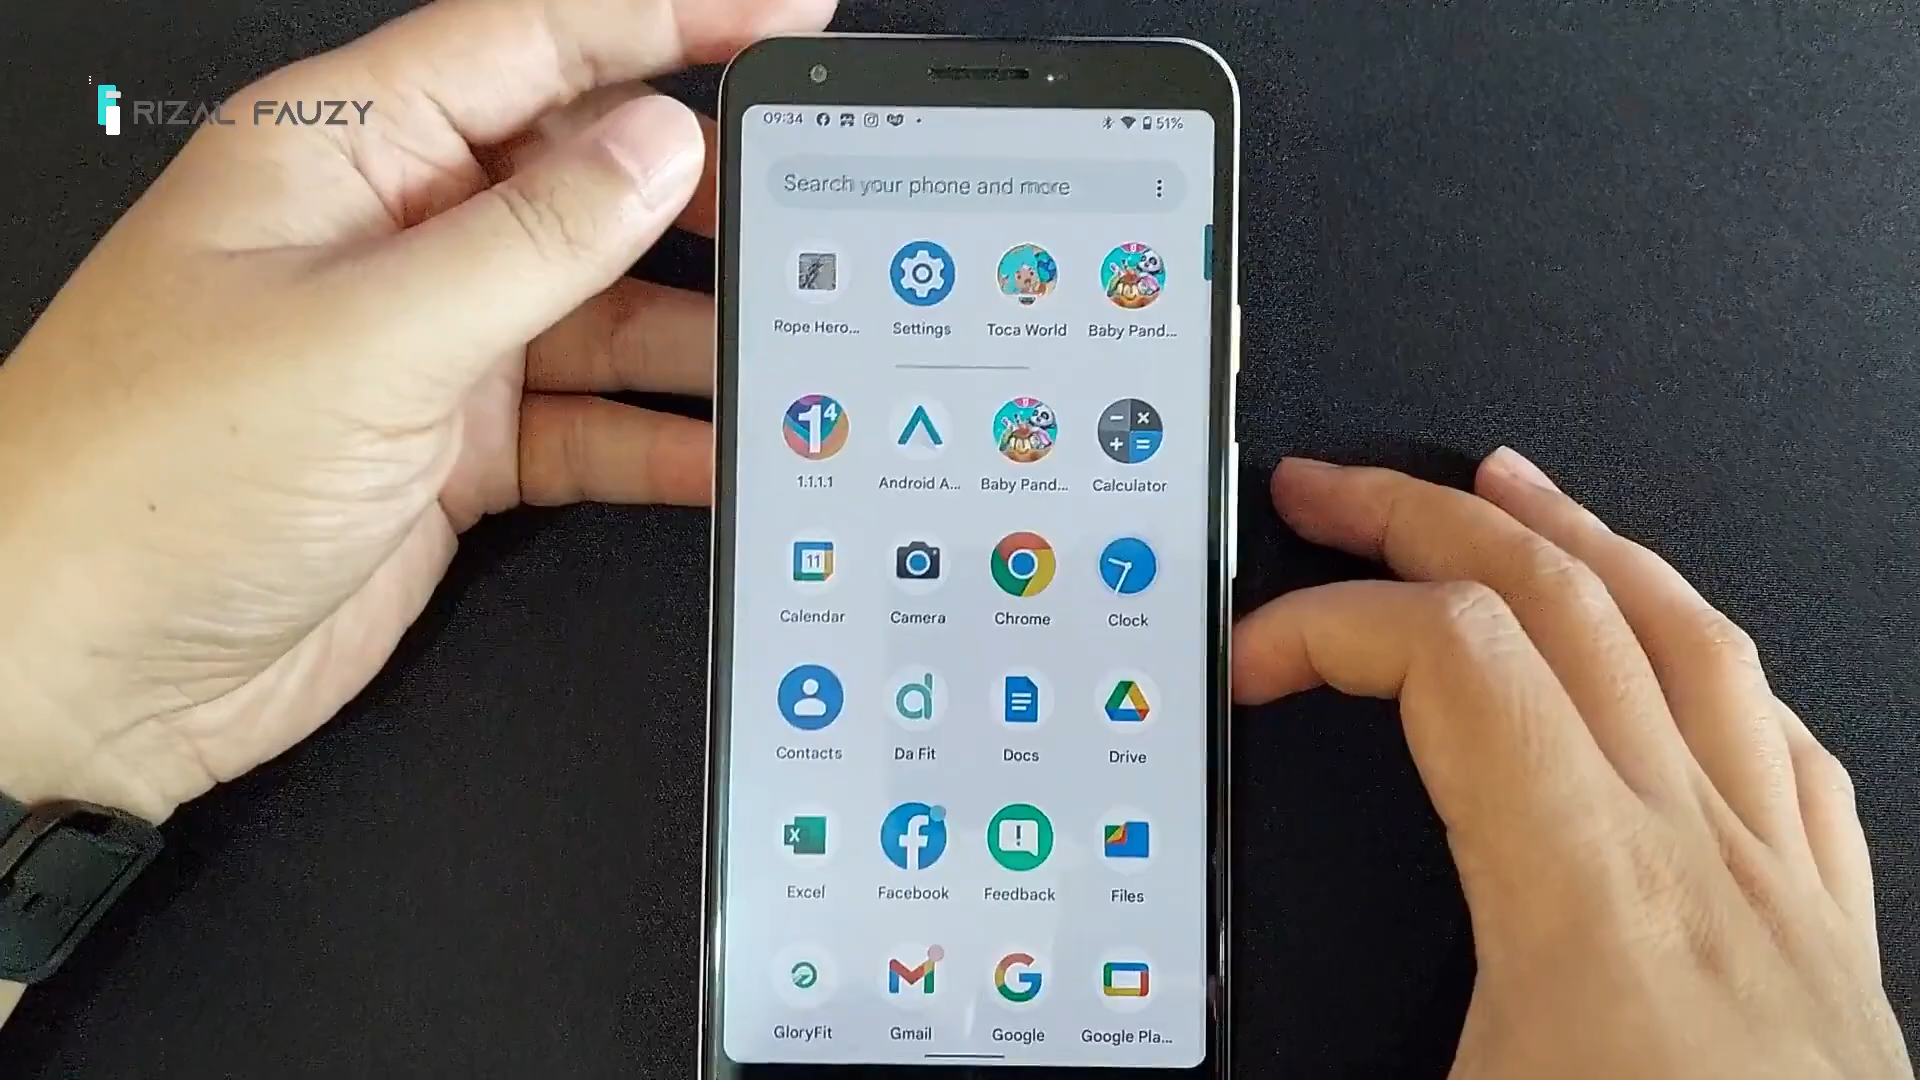 RIZAL FAUZY
09:34
51%
Search your phone and more
Rope Hero...
Settings
Toca World
Baby Pand...
14
1.1.1.1
Android A...
Baby Pand...
Calculator
11
Calendar
Camera
Chrome
Clock
Contacts
Da Fit
Docs
Drive
X
Excel
Facebook
Feedback
Files
GloryFit
Gmail
Google
Google Pla...